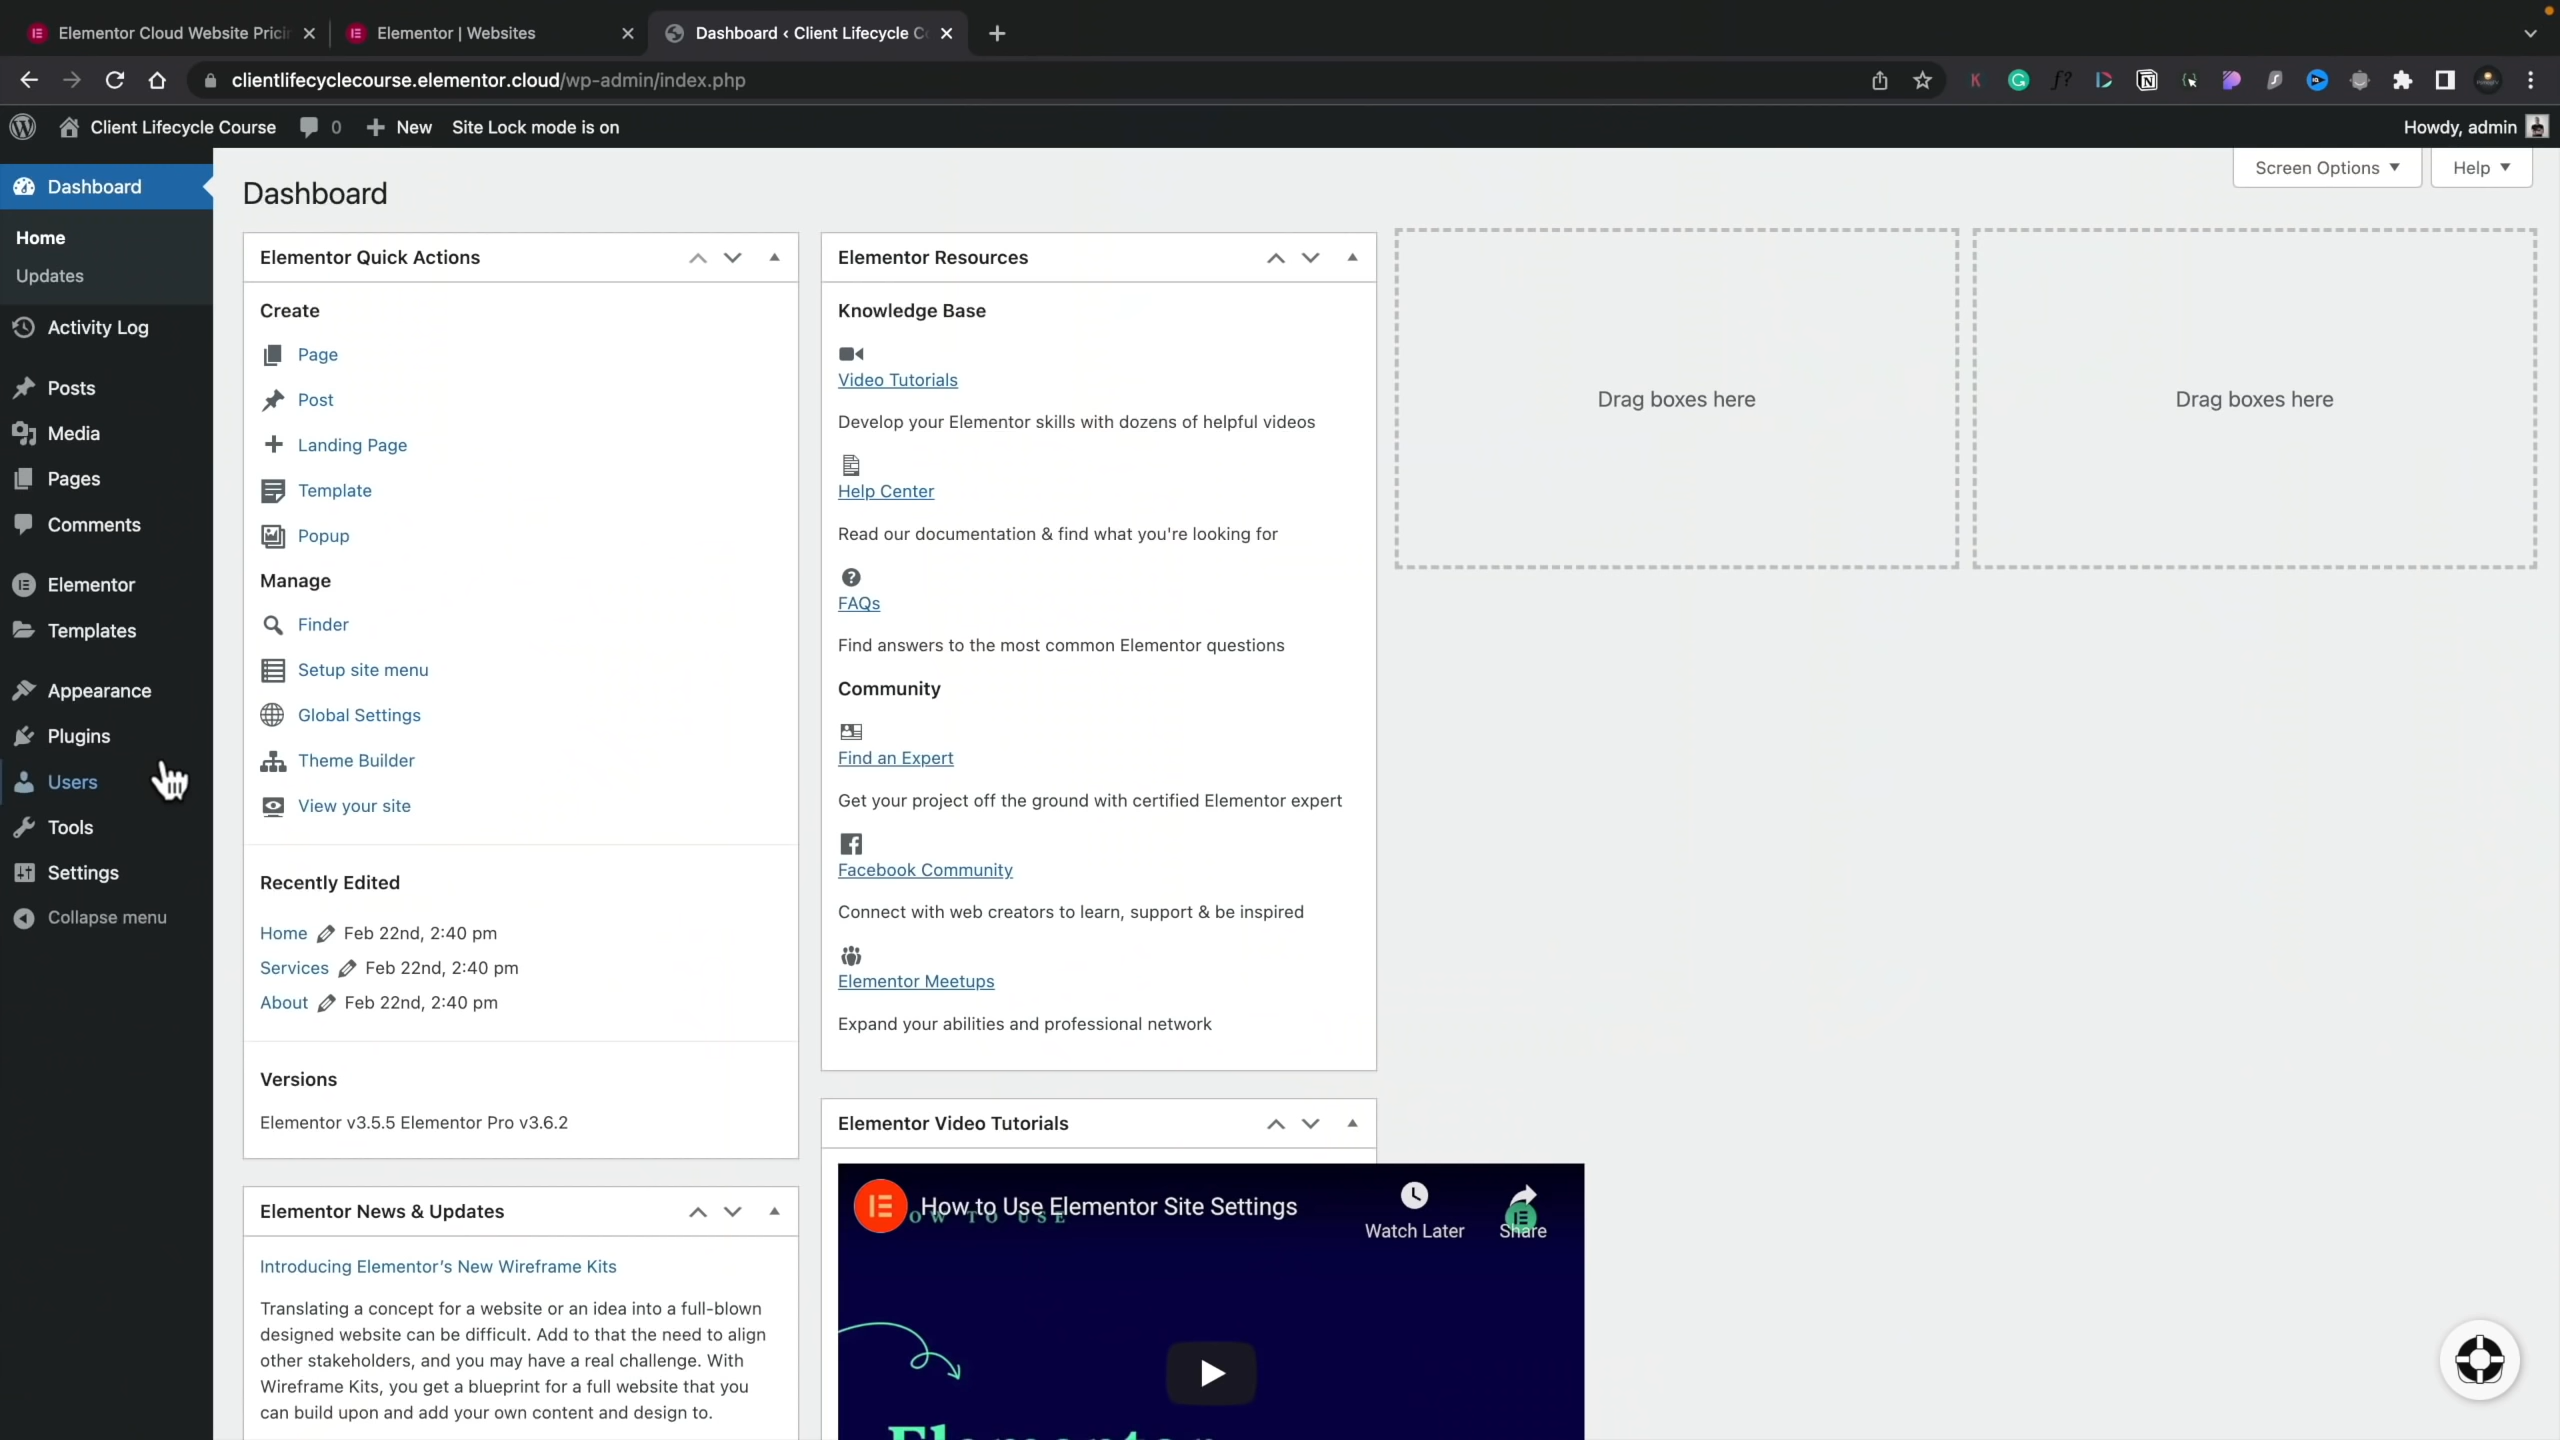 Elementor Cloud Website Prici
Elementor | Websites
Dashboard ‹ Client Lifecycle C
clientlifecyclecourse.elementor.cloud/wp-admin/index.php
Client Lifecycle Course 0 New Site Lock mode is on
Howdy, admin
Dashboard
Home
Updates
Activity Log
Posts
Media
Pages
Comments
Elementor
Templates
Appearance
Plugins
Users
Tools
Settings
Collapse menu
Screen Options
Help
Dashboard
Elementor Quick Actions
Create
Page
Post
Landing Page
Template
Popup
Manage
Finder
Setup site menu
Global Settings
Theme Builder
View your site
Recently Edited
Home Feb 22nd, 2:40 pm
Services Feb 22nd, 2:40 pm
About Feb 22nd, 2:40 pm
Versions
Elementor v3.5.5 Elementor Pro v3.6.2
Elementor News & Updates
Introducing Elementor's New Wireframe Kits
Translating a concept for a website or an idea into a full-blown
designed website can be difficult. Add to that the need to align
other stakeholders, and you may have a real challenge. With
Wireframe Kits, you get a blueprint for a full website that you
can build upon and add your own content and design to.
Elementor Resources
Knowledge Base
Video Tutorials
Develop your Elementor skills with dozens of helpful videos
Help Center
Read our documentation & find what you're looking for
FAQs
Find answers to the most common Elementor questions
Community
Find an Expert
Get your project off the ground with certified Elementor expert
Facebook Community
Connect with web creators to learn, support & be inspired
Elementor Meetups
Expand your abilities and professional network
Elementor Video Tutorials
How to Use Elementor Site Settings
OW TO USE
Watch Later
Share
Elementor
Drag boxes here
Drag boxes here